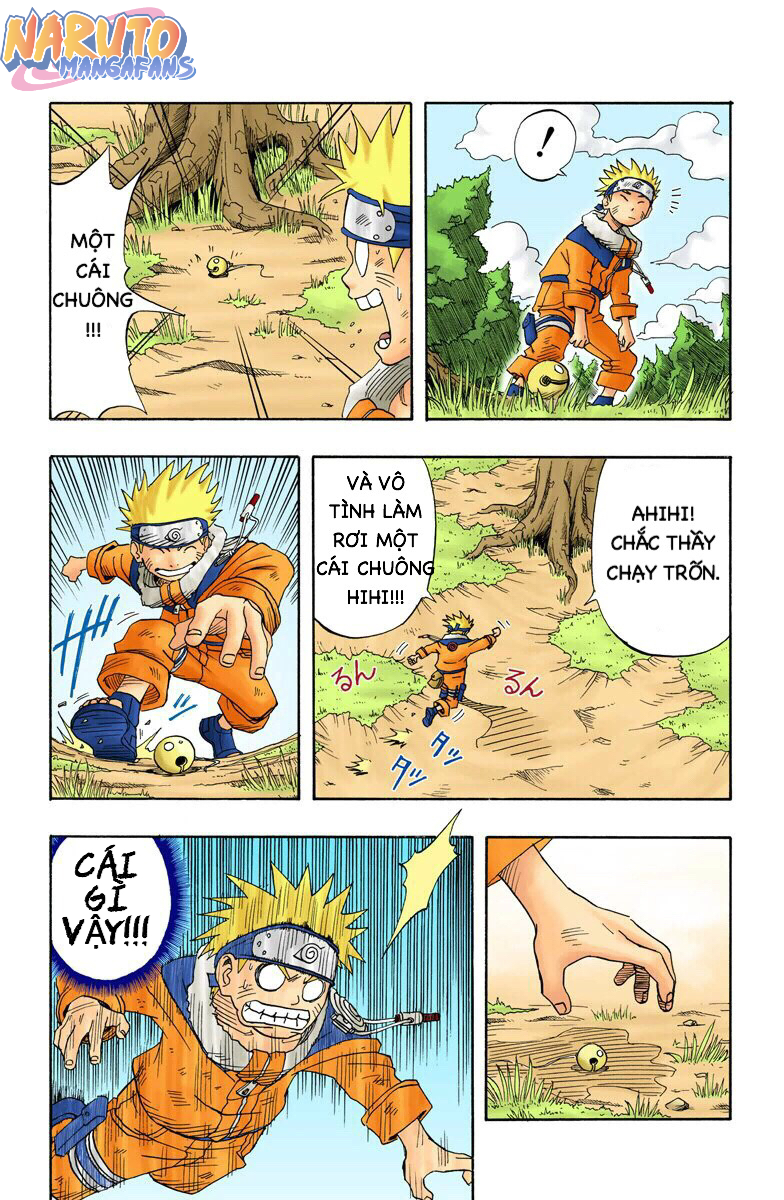 NARUTO
MANGAFANS
!
MỘT
CÁI
CHUÔNG
!!!
AHIHI!
CHẮC THẦY
CHẠY TRỐN.
VÀ VÔ
TÌNH LÀM
RƠI MỘT
CÁI CHUÔNG
HIHI!!!
るん
るん
タッ
タッ
CÁI
GÌ
VẬY!!!